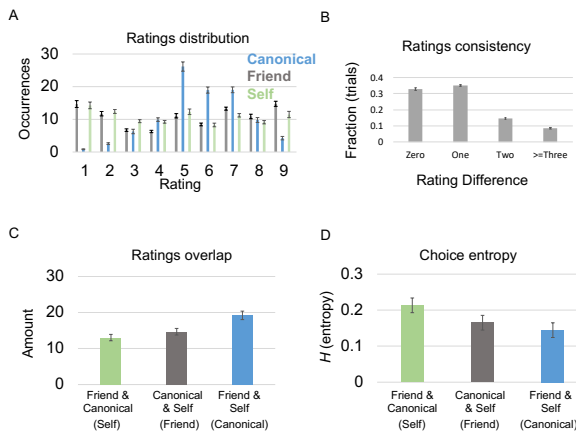 A
Ratings distribution
30
20
10
0
Occurrences
Canonical
Friend
Self
1 2 3 4 5 6 7 8 9
Rating
B
Ratings consistency
0.4
0.3
0.2
0.1
0
Fraction (trials)
Zero One Two >=Three
Rating Difference
C
Ratings overlap
30
20
10
0
Amount
Friend & Canonical & Friend &
Canonical & Self Self
(Self) (Friend) (Canonical)
D
Choice entropy
0.3
0.2
0.1
0
H (entropy)
Friend & Canonical Friend &
Canonical & Self Self
(Self) (Friend) (Canonical)